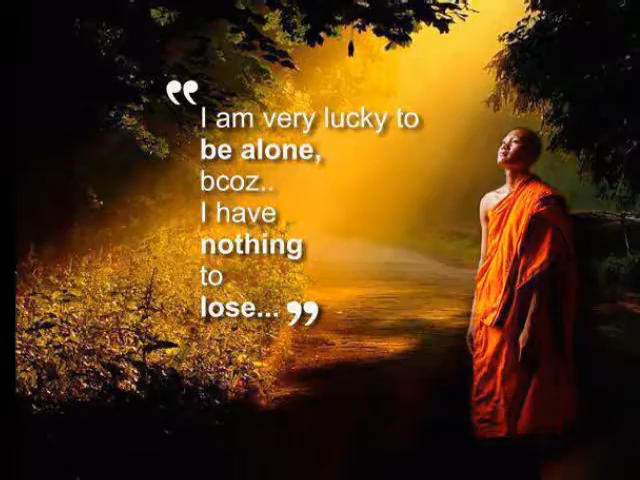 “I am very lucky to
be alone,
bcoz..
I have
nothing
to
lose...”